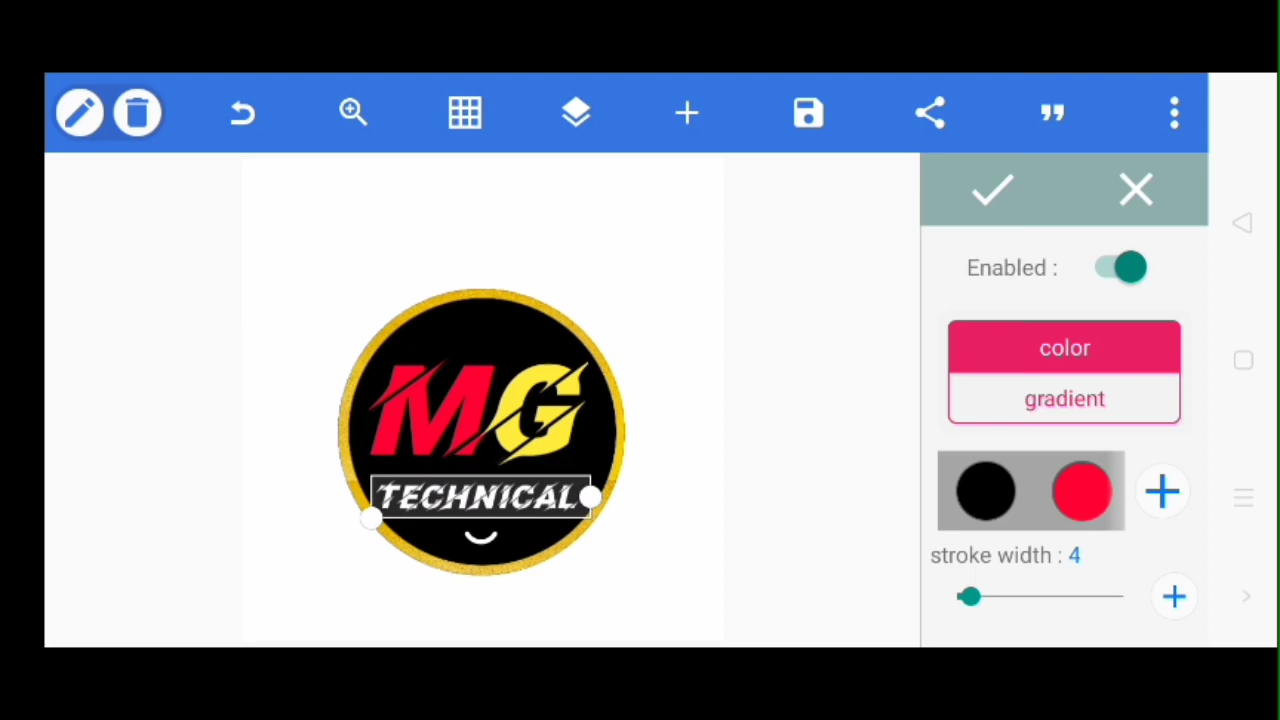 Enabled :
color
gradient
MG
TECHNICAL
stroke width : 4